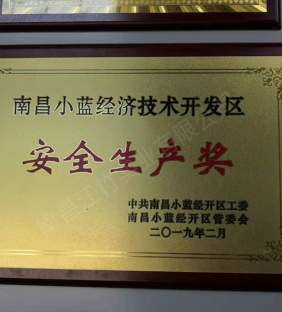 南昌小蓝经济技术开发区
安全生产奖
中共南昌小蓝经开区工委
南昌小蓝经开区管委会
二〇一九年二月